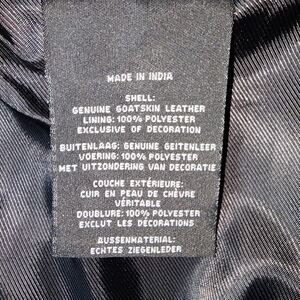 MADE IN INDIA
SHELL:
GENUINE GOATSKIN LEATHER
LINING: 100% POLYESTER
EXCLUSIVE OF DECORATION
BUITENLAAG: GENUINE GEITENLEER
VOERING: 100% POLYESTER
MET UITZONDERING VAN DECORATIE
COUCHE EXTÉRIEURE:
CUIR EN PEAU DE CHÈVRE
VÉRITABLE
DOUBLURE: 100% POLYESTER
EXCLUT LES DÉCORATIONS
AUSSENMATERIAL:
ECHTES ZIEGENLEDER